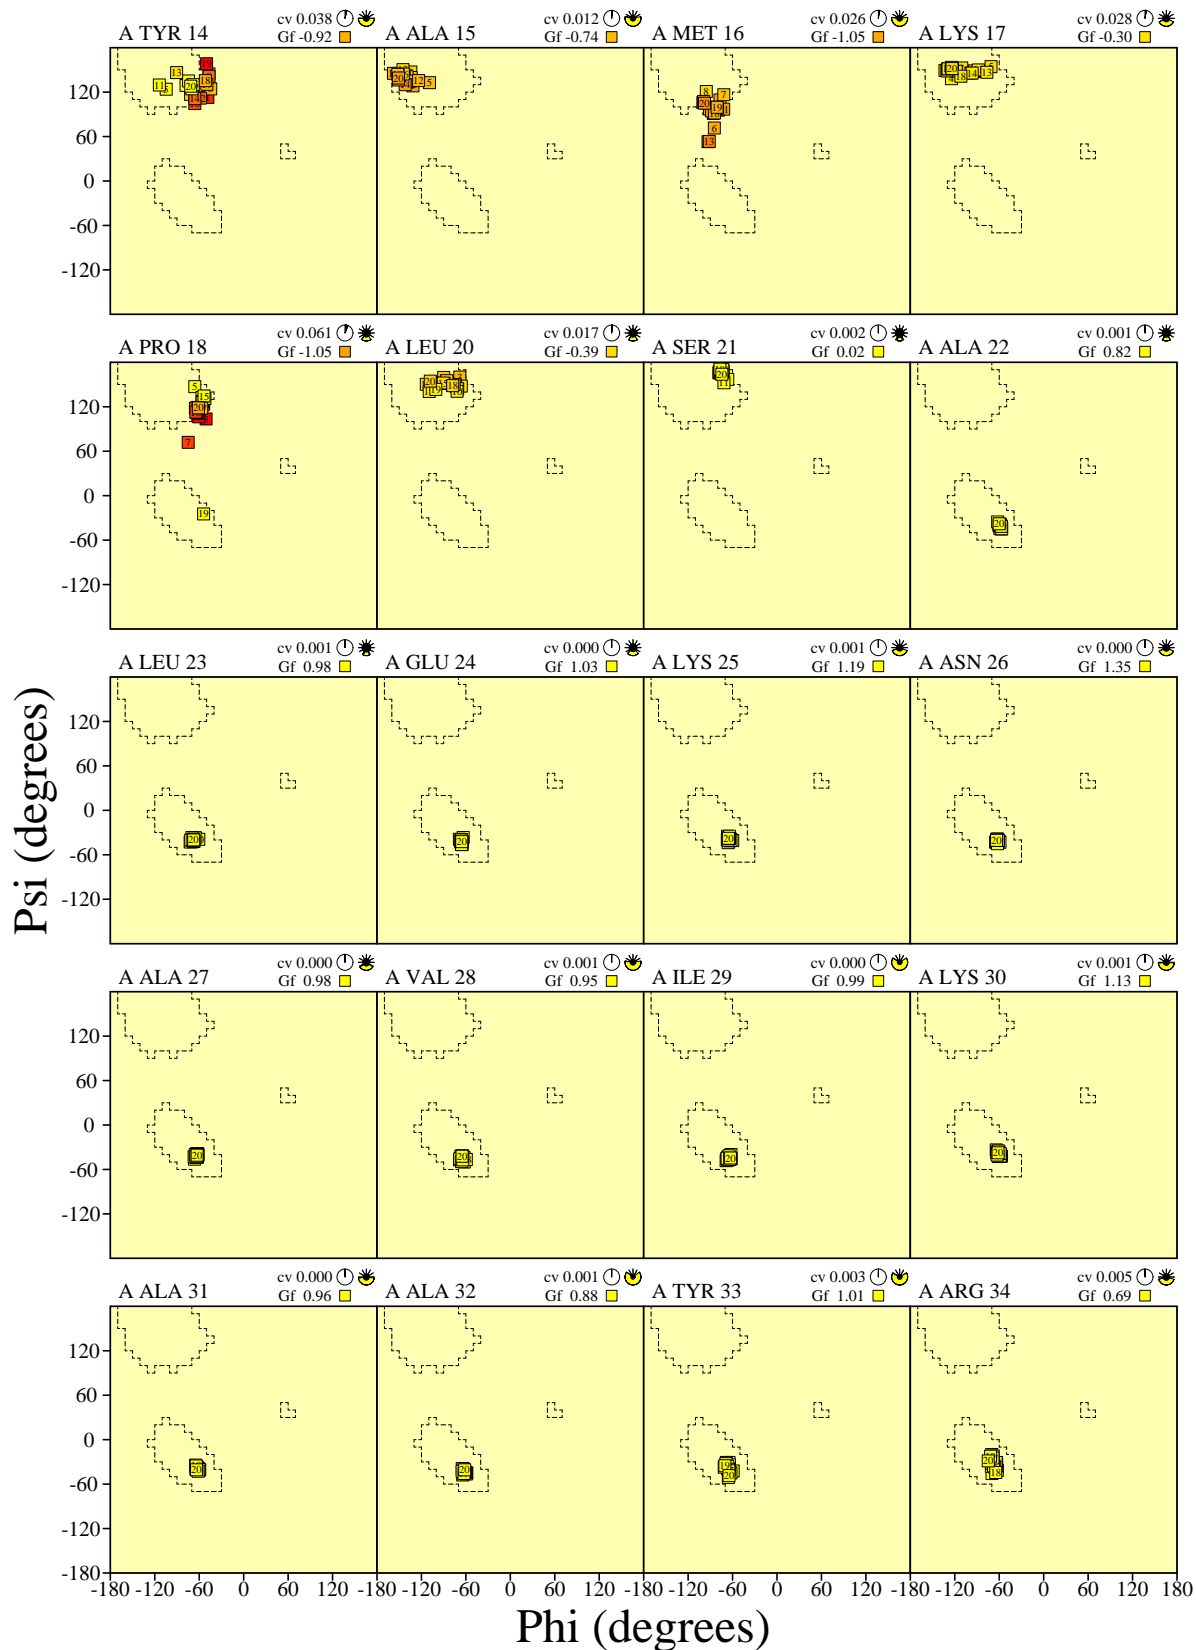 cv 0.038 cv 0.012 cv 0.026 cv 0.028
A TYR 14 Gf -0.92 A ALA 15 Gf -0.74 A MET 16 Gf -1.05 A LYS 17 Gf -0.30
120
60
0
-60
-120
cv 0.061 cv 0.017 cv 0.002 cv 0.001
A PRO 18 Gf -1.05 A LEU 20 Gf -0.39 A SER 21 Gf 0.02 A ALA 22 Gf 0.82
120
60
0
-60
-120
cv 0.001 cv 0.000 cv 0.001 cv 0.000
A LEU 23 Gf 0.98 A GLU 24 Gf 1.03 A LYS 25 Gf 1.19 A ASN 26 Gf 1.35
120
60
0
-60
-120
Psi (degrees)
cv 0.000 cv 0.001 cv 0.000 cv 0.001
A ALA 27 Gf 0.98 A VAL 28 Gf 0.95 A ILE 29 Gf 0.99 A LYS 30 Gf 1.13
120
60
0
-60
-120
cv 0.000 cv 0.001 cv 0.003 cv 0.005
A ALA 31 Gf 0.96 A ALA 32 Gf 0.88 A TYR 33 Gf 1.01 A ARG 34 Gf 0.69
120
60
0
-60
-120
-180
-180 -120 -60 0 60 120 -180 -120 -60 0 60 120 -180 -120 -60 0 60 120 -180 -120 -60 0 60 120 180
Phi (degrees)